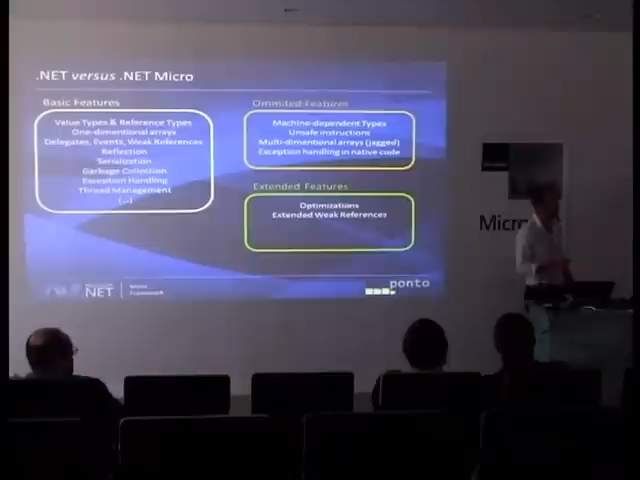 .NET versus .NET Micro
Basic Features
Value Types & Reference Types
One-dimentional arrays
Delegates, Events, Weak References
Reflection
Serialization
Garbage Collection
Exception Handling
Thread Management
(...)
Ommited Features
Machine-dependent Types
Unsafe instructions
Multi-dimentional arrays (jagged)
Exception handling in native code
Extended Features
Optimizations
Extended Weak References
.NET
Micro
Framework
ponto
Micro